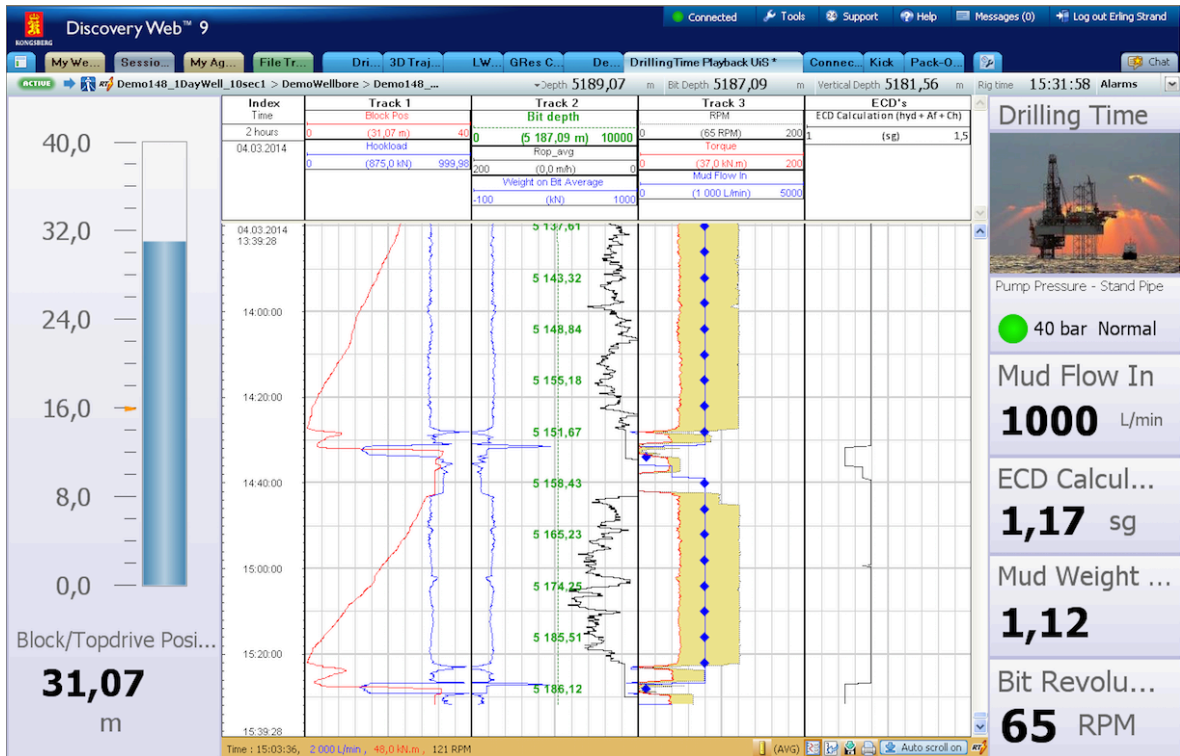 KONGSBERG
Discovery Web™ 9
Connected Tools Support Help Messages (0) Log out Erling Strand
My We... Sessio... My Ag... File Tr... Dri... 3D Traj... LW... GRes C... De... DrillingTime Playback UiS * Connec... Kick Pack-O... Chat
ACTIVE Demo148_1DayWell_10sec1 > DemoWellbore > Demo148_... Depth 5189,07 m Bit Depth 5187,09 m Vertical Depth 5181,56 m Rig time 15:31:58 Alarms
40,0
32,0
24,0
16,0
8,0
0,0
Block/Topdrive Posi...
31,07
m
Index
Time
2 hours
04.03.2014
Track 1
Block Pos
0 (31,07 m) 40
Hookload
0 (875,0 kN) 999,98
Track 2
Bit depth
0 (5 187,09 m) 10000
Rop_avg
200 (0,0 m/h) 0
Weight on Bit Average
-100 (kN) 1000
Track 3
RPM
0 (65 RPM) 200
Torque
0 (37,0 kN.m) 200
Mud Flow In
0 (1 000 L/min) 5000
ECD's
ECD Calculation (hyd + Af + Ch)
1 (sg) 1,5
04.03.2014
13:39:28
14:00:00
14:20:00
14:40:00
15:00:00
15:20:00
15:39:28
5 137,61
5 143,32
5 148,84
5 155,18
5 151,67
5 158,43
5 165,23
5 174,25
5 185,51
5 186,12
Time : 15:03:36, 2 000 L/min , 48,0 kN.m , 121 RPM
(AVG) Auto scroll on
Drilling Time
Pump Pressure - Stand Pipe
40 bar Normal
Mud Flow In
1000 L/min
ECD Calcul...
1,17 sg
Mud Weight ...
1,12
Bit Revolu...
65 RPM